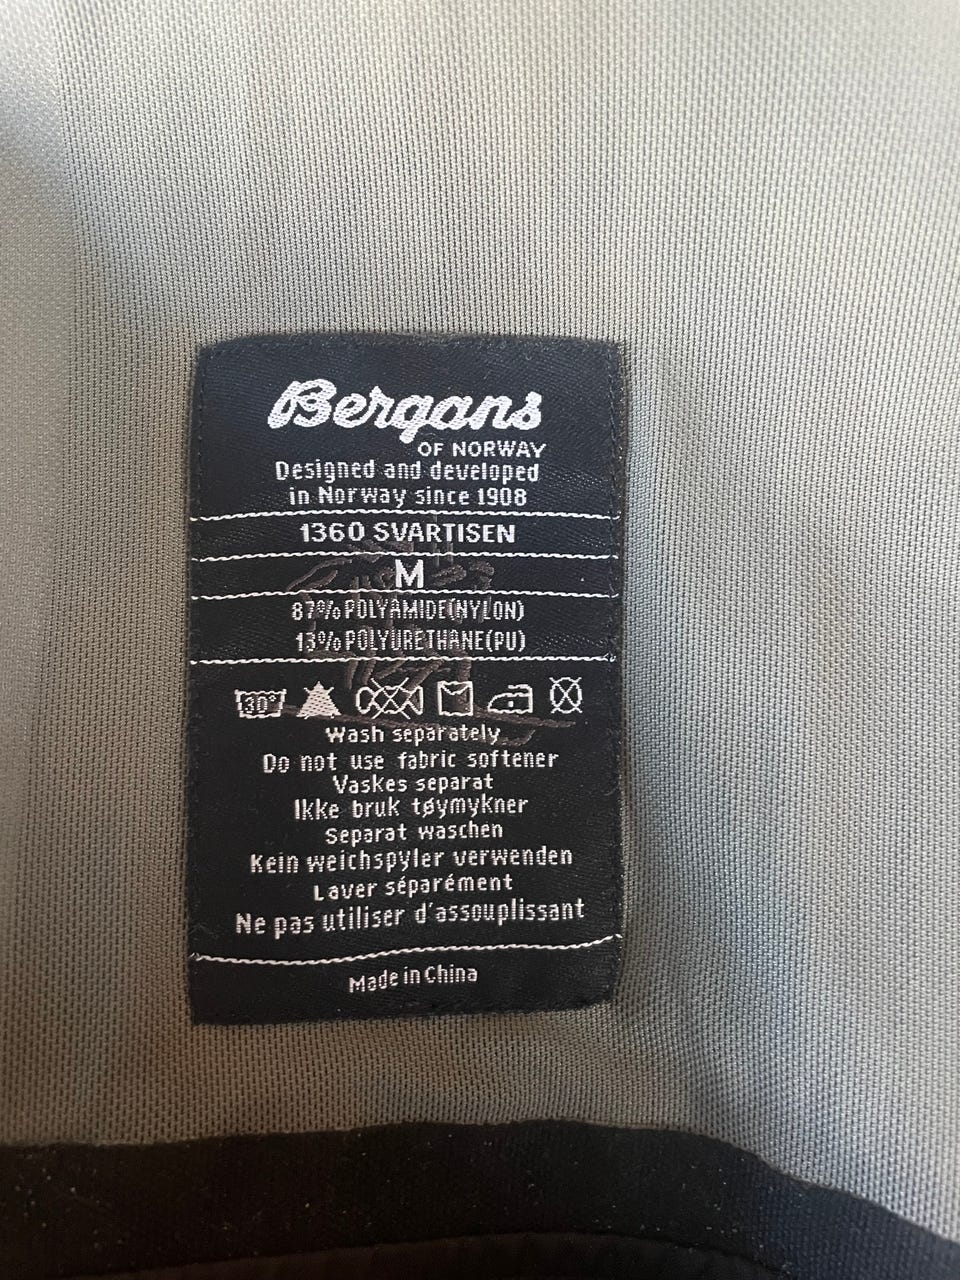 Bergans
OF NORWAY
Designed and developed
in Norway since 1908
1360 SVARTISEN
M
87% POLYAMIDE(NYLON)
13% POLYURETHANE(PU)
30°
Wash separately
Do not use fabric softener
Vaskes separat
Ikke bruk tøymykner
Separat waschen
Kein weichspyler verwenden
Laver séparément
Ne pas utiliser d'assouplissant
Made in China